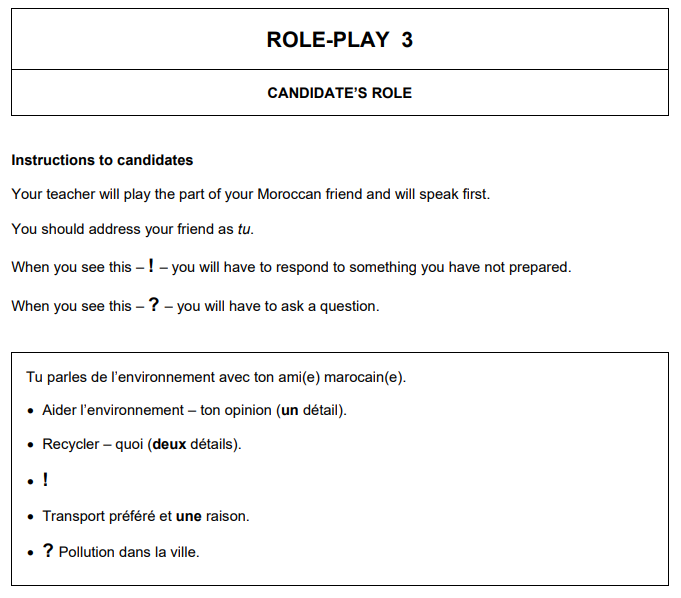 ROLE-PLAY 3
CANDIDATE'S ROLE
Instructions to candidates
Your teacher will play the part of your Moroccan friend and will speak first.
You should address your friend as tu.
When you see this – ! – you will have to respond to something you have not prepared.
When you see this – ? – you will have to ask a question.
Tu parles de l'environnement avec ton ami(e) marocain(e).
• Aider l'environnement – ton opinion (un détail).
• Recycler – quoi (deux détails).
• !
• Transport préféré et une raison.
• ? Pollution dans la ville.